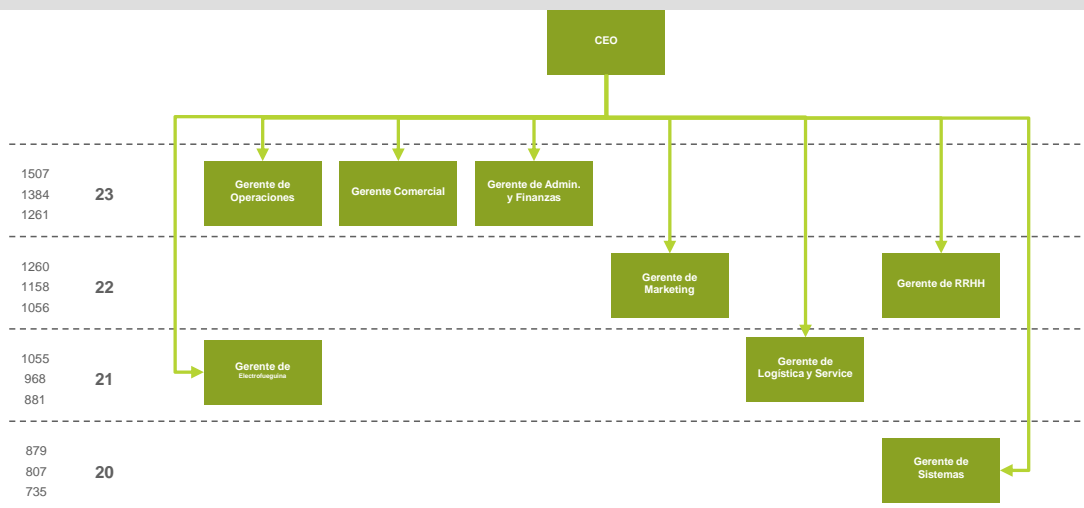 CEO
1507
1384
1261
23
Gerente de
Operaciones
Gerente Comercial
Gerente de Admin.
y Finanzas
1260
1158
1056
22
Gerente de
Marketing
Gerente de RRHH
1055
968
881
21
Gerente de
Electrofueguina
Gerente de
Logística y Service
879
807
735
20
Gerente de
Sistemas